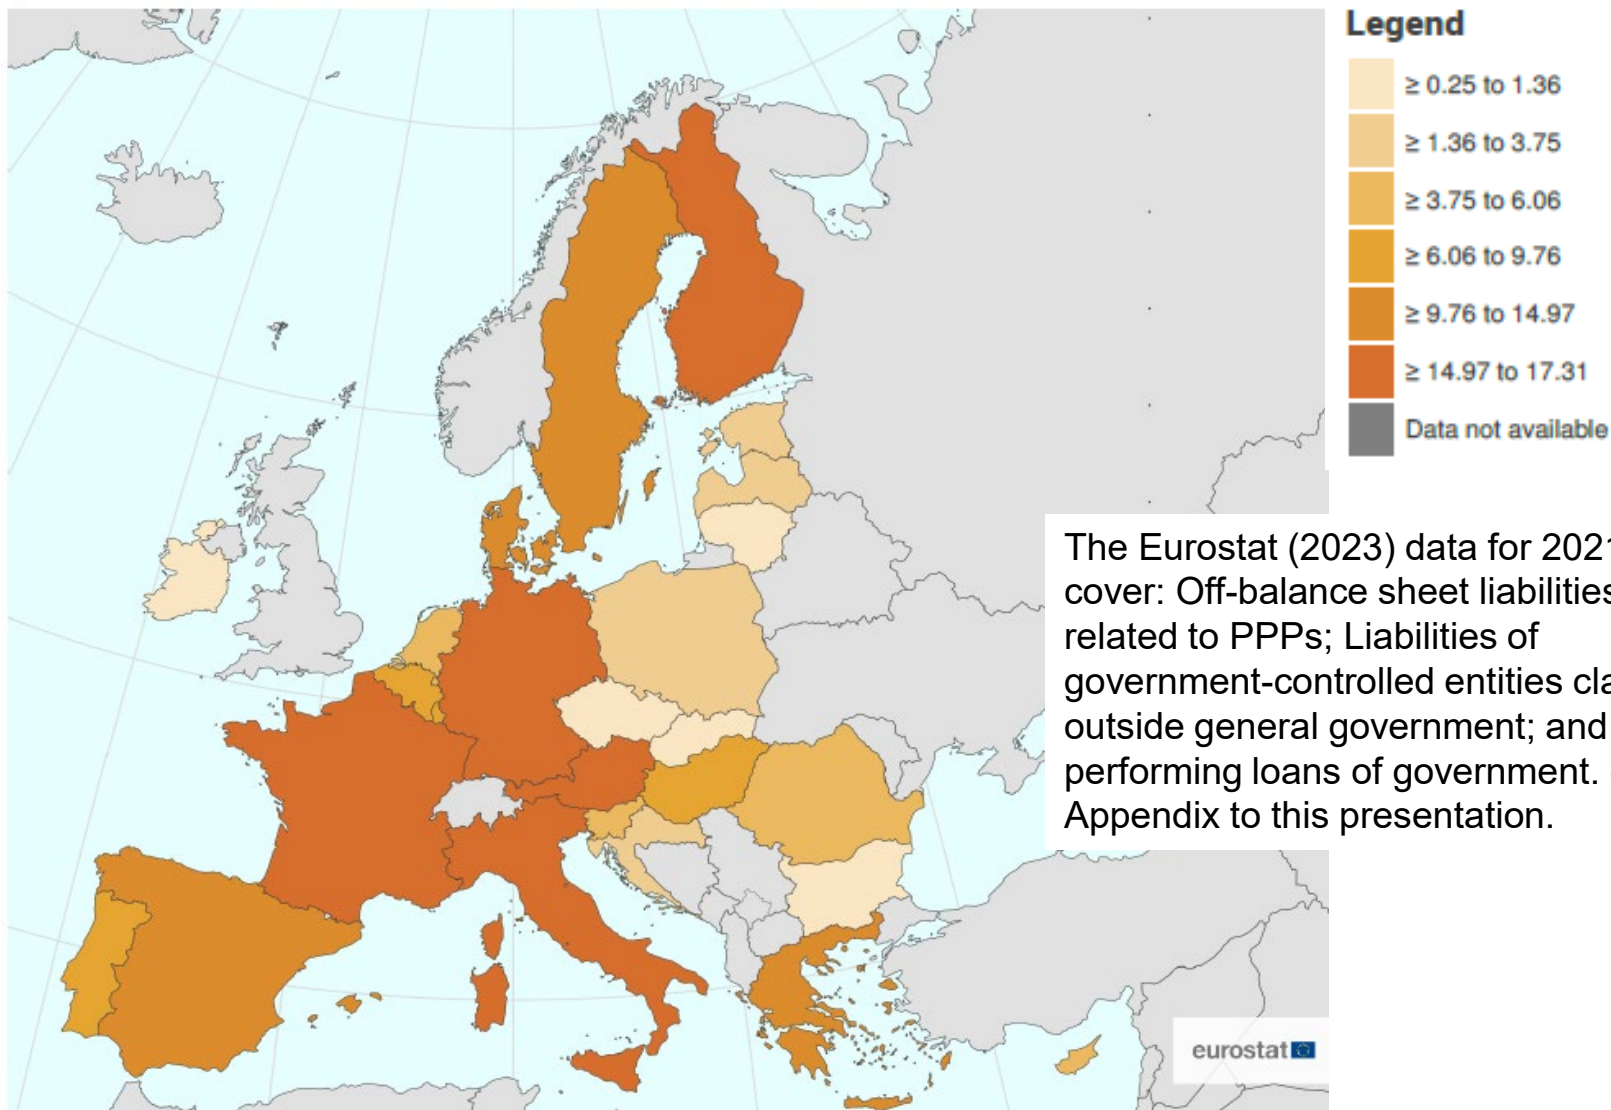 Legend
≥ 0.25 to 1.36
≥ 1.36 to 3.75
≥ 3.75 to 6.06
≥ 6.06 to 9.76
≥ 9.76 to 14.97
≥ 14.97 to 17.31
Data not available
The Eurostat (2023) data for 2021
cover: Off-balance sheet liabilities
related to PPPs; Liabilities of
government-controlled entities
outside general government; and
performing loans of government.
Appendix to this presentation.
eurostat